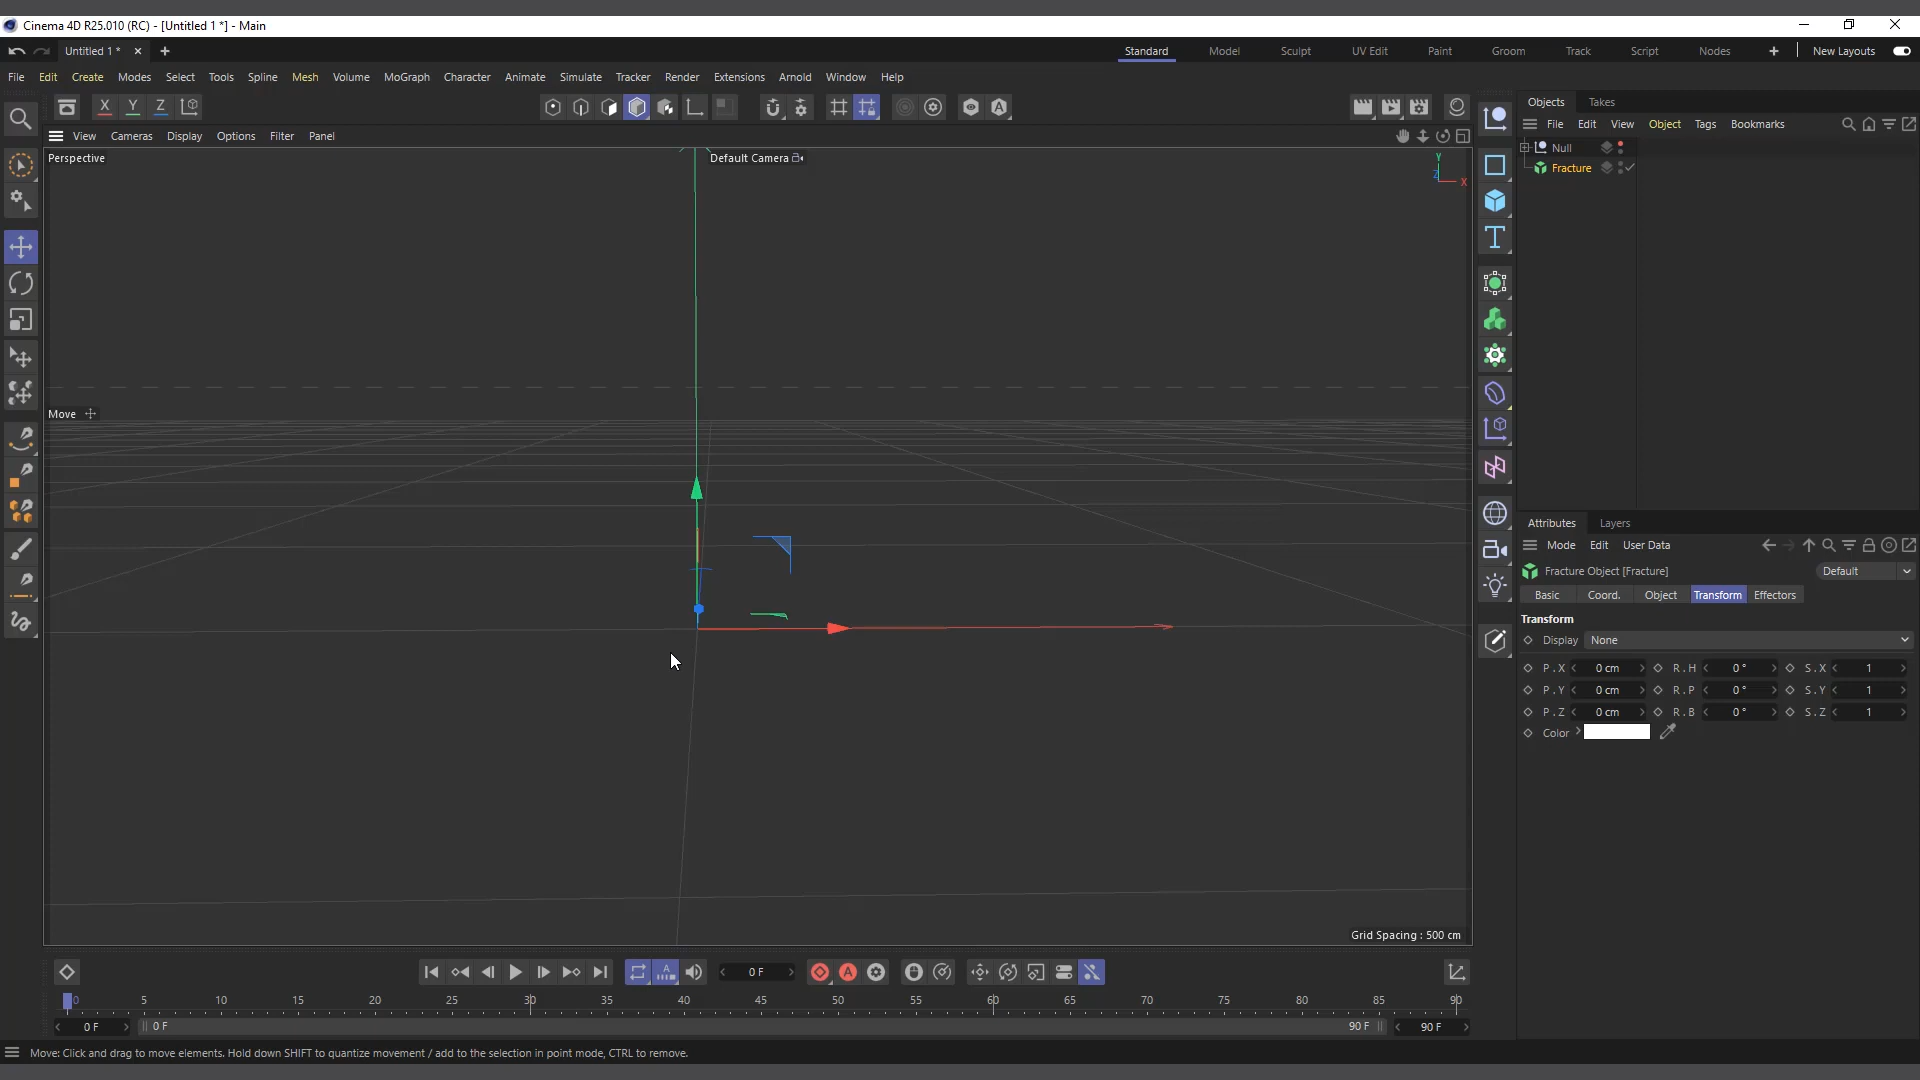 Cinema 4D R25.010 (RC) - [Untitled 1 *] - Main
Untitled 1 *
Standard Model Sculpt UV Edit Paint Groom Track Script Nodes New Layouts
File Edit Create Modes Select Tools Spline Mesh Volume MoGraph Character Animate Simulate Tracker Render Extensions Arnold Window Help
X Y Z
Objects Takes
File Edit View Object Tags Bookmarks
View Cameras Display Options Filter Panel
Null
Fracture
Perspective
Default Camera
Y
Z
X
Move
Attributes Layers
Mode Edit User Data
Fracture Object [Fracture]
Default
Basic Coord. Object Transform Effectors
Transform
Display None
P . X 0 cm R . H 0 ° S . X 1
P . Y 0 cm R . P 0 ° S . Y 1
P . Z 0 cm R . B 0 ° S . Z 1
Color
Grid Spacing : 500 cm
0 F
0 5 10 15 20 25 30 35 40 45 50 55 60 65 70 75 80 85 90
0 F 0 F 90 F 90 F
Move: Click and drag to move elements. Hold down SHIFT to quantize movement / add to the selection in point mode, CTRL to remove.